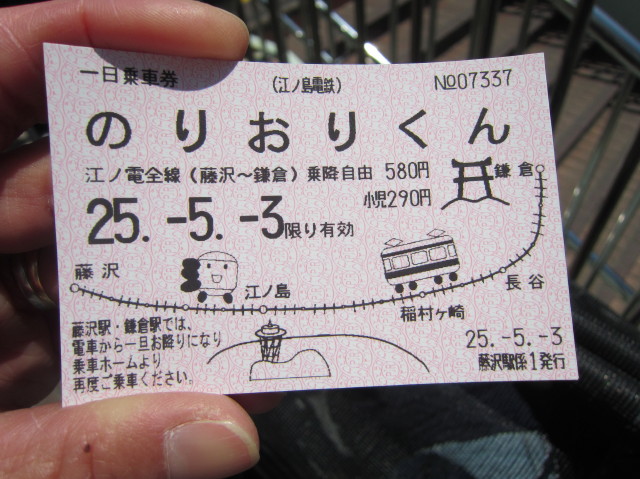 一日乗車券 (江ノ島電鉄) №07337
のりおりくん
江ノ電全線(藤沢〜鎌倉)乗降自由 580円
小児290円
25.-5.-3限り有効
鎌倉
藤沢
江ノ島
長谷
稲村ヶ崎
藤沢駅・鎌倉駅では、
電車から一旦お降りになり
乗車ホームより
再度ご乗車ください。
25.-5.-3
藤沢駅係1発行